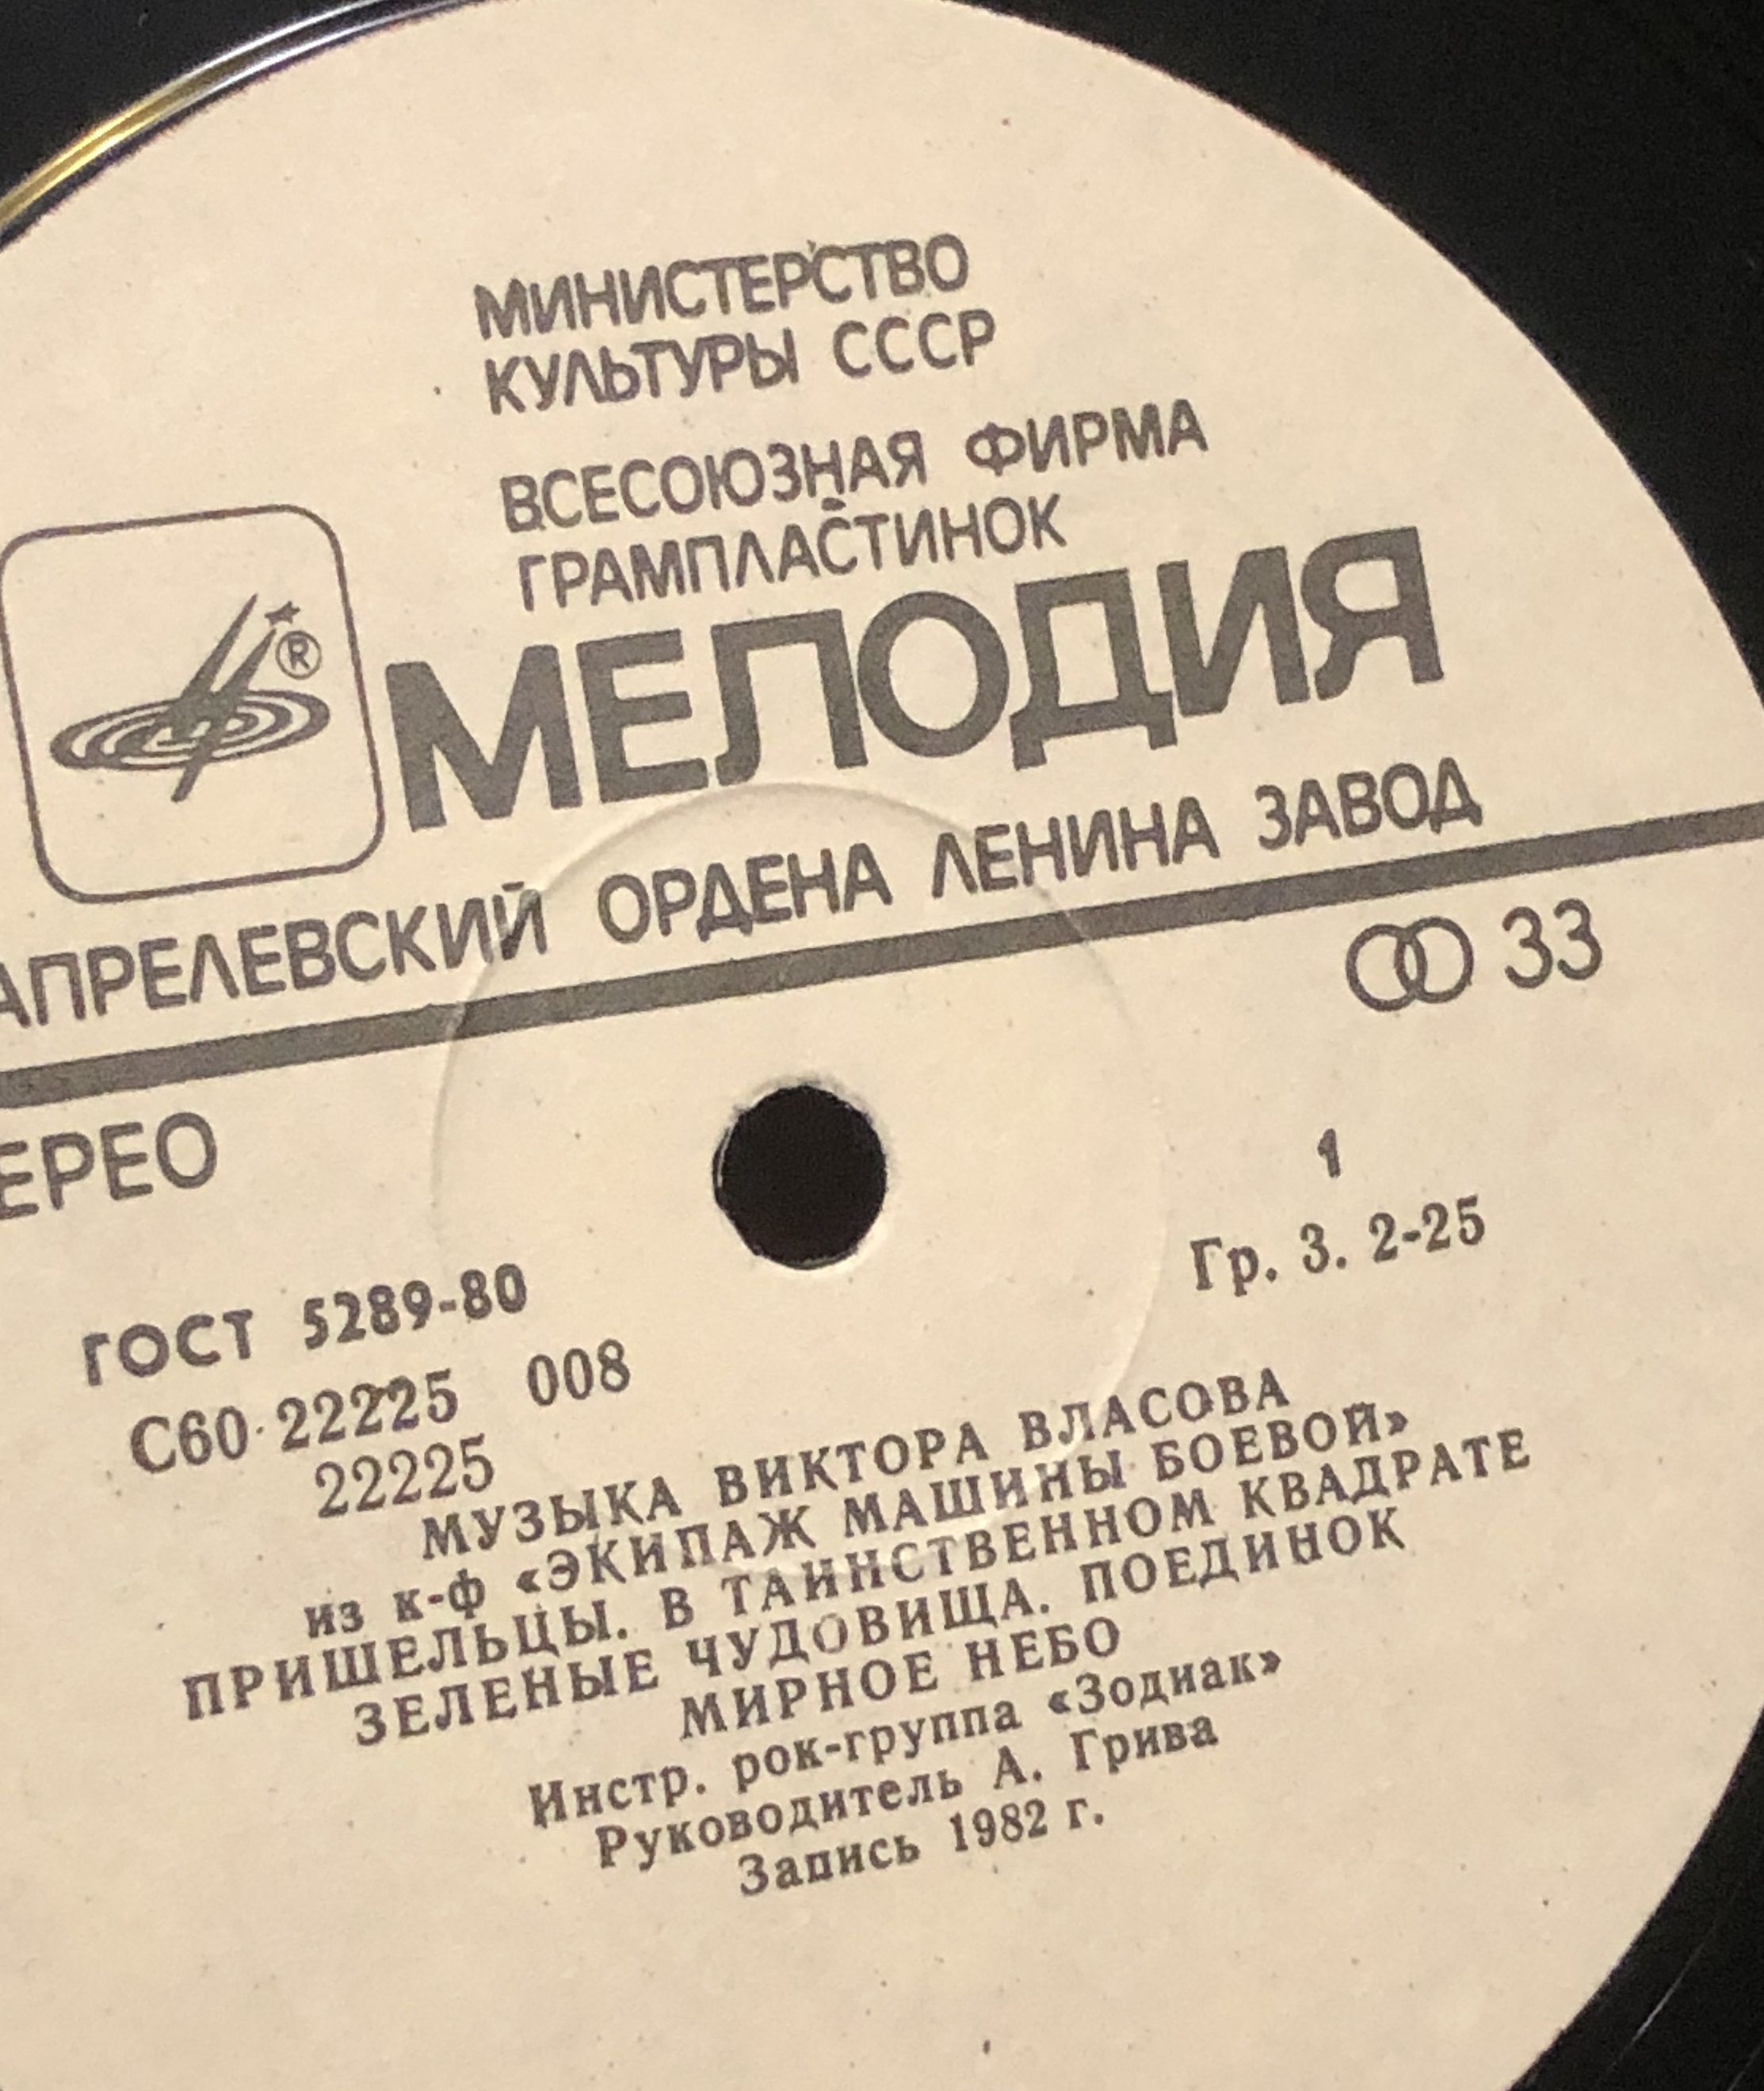 МИНИСТЕРСТВО
КУЛЬТУРЫ СССР
ВСЕСОЮЗНАЯ ФИРМА
ГРАМПЛАСТИНОК
®
МЕЛОДИЯ
АПРЕЛЕВСКИЙ ОРДЕНА ЛЕНИНА ЗАВОД
33
ЕРЕО
1
Гр. 3. 2-25
ГОСТ 5289-80
С60 22225 008
22225
МУЗЫКА ВИКТОРА ВЛАСОВА
из к-ф «ЭКИПАЖ МАШИНЫ БОЕВОЙ»
ПРИШЕЛЬЦЫ. В ТАИНСТВЕННОМ КВАДРАТЕ
ЗЕЛЕНЫЕ ЧУДОВИЩА. ПОЕДИНОК
МИРНОЕ НЕБО
Инстр. рок-группа «Зодиак»
Руководитель А. Грива
Запись 1982 г.